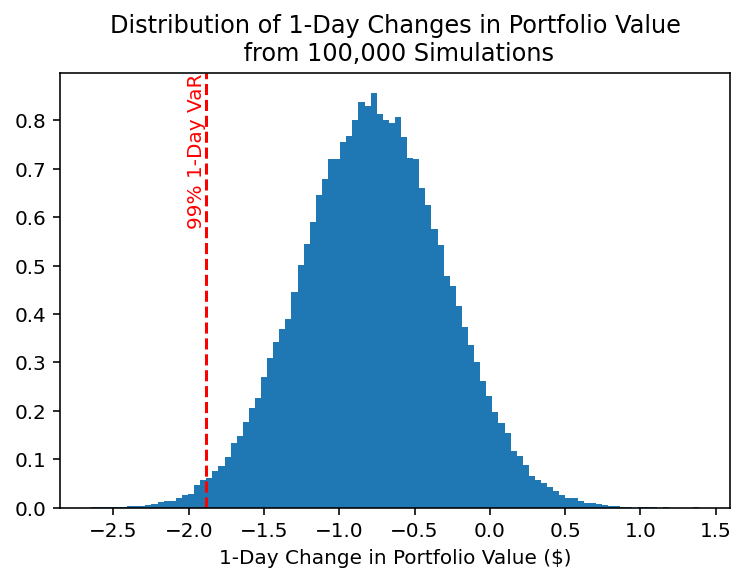 Distribution of 1-Day Changes in Portfolio Value
from 100,000 Simulations
99% 1-Day VaR
0.8
0.7
0.6
0.5
0.4
0.3
0.2
0.1
0.0
−2.5 −2.0 −1.5 −1.0 −0.5 0.0 0.5 1.0 1.5
1-Day Change in Portfolio Value ($)